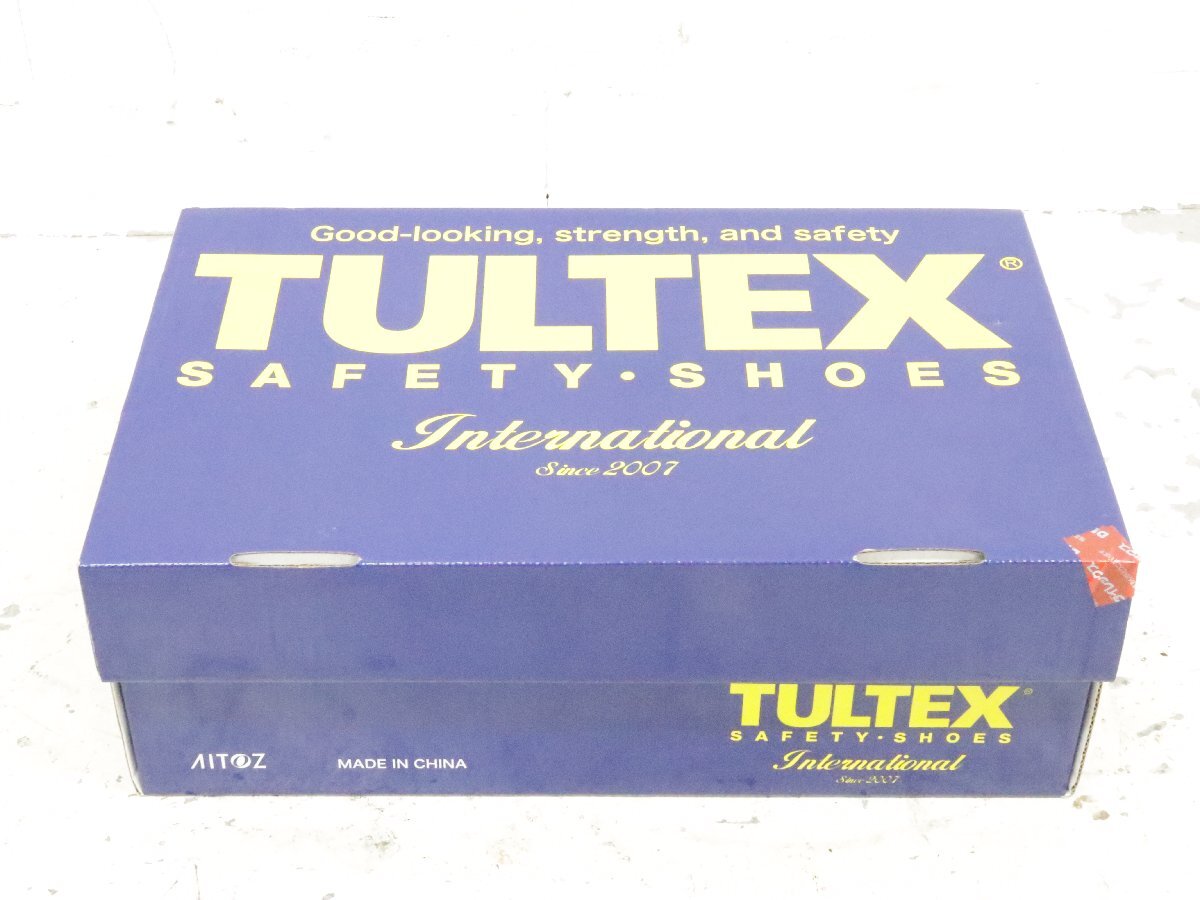 Good-looking, strength, and safety
TULTEX®
SAFETY·SHOES
International
Since 2007
TULTEX®
SAFETY·SHOES
International
Since 2007
AITOZ
MADE IN CHINA